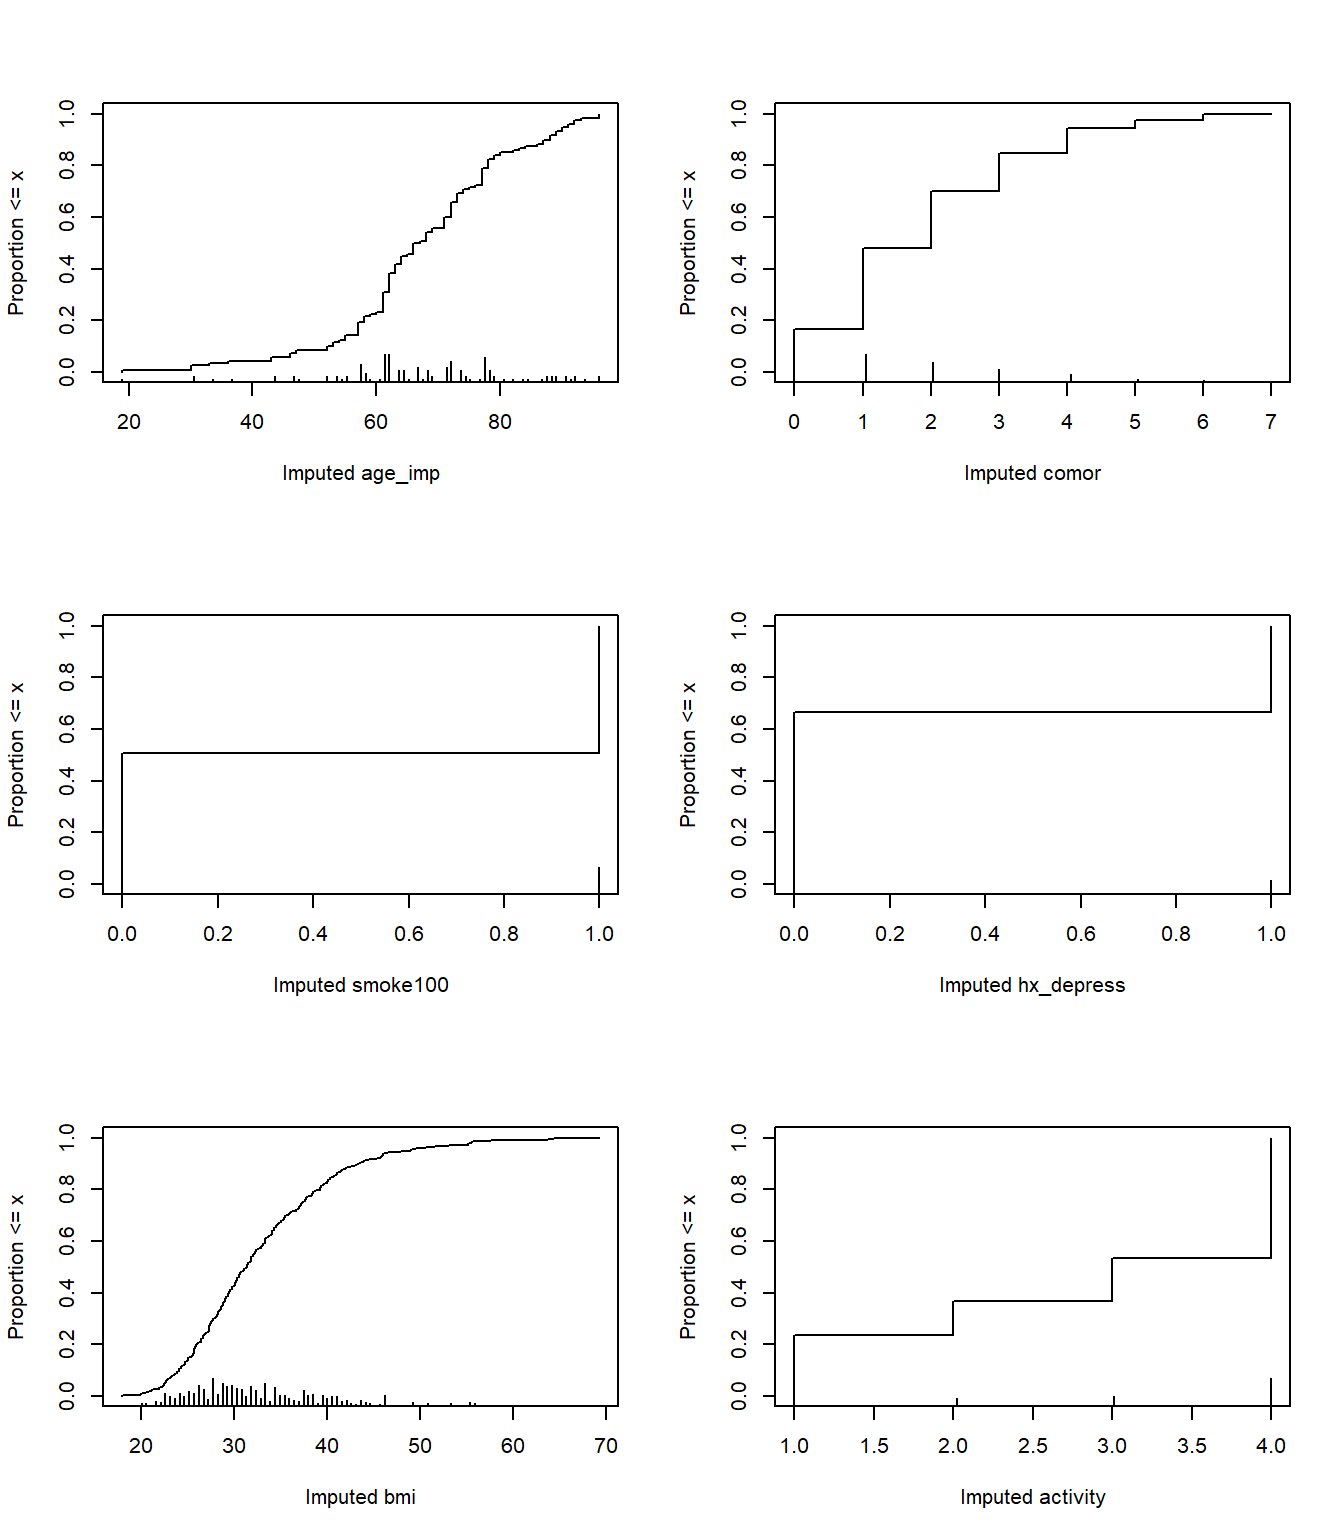 Proportion <= x
0.0 0.2 0.4 0.6 0.8 1.0
20 40 60 80
Imputed age_imp
Proportion <= x
0.0 0.2 0.4 0.6 0.8 1.0
0 1 2 3 4 5 6 7
Imputed comor
Proportion <= x
0.0 0.2 0.4 0.6 0.8 1.0
0.0 0.2 0.4 0.6 0.8 1.0
Imputed smoke100
Proportion <= x
0.0 0.2 0.4 0.6 0.8 1.0
0.0 0.2 0.4 0.6 0.8 1.0
Imputed hx_depress
Proportion <= x
0.0 0.2 0.4 0.6 0.8 1.0
20 30 40 50 60 70
Imputed bmi
Proportion <= x
0.0 0.2 0.4 0.6 0.8 1.0
1.0 1.5 2.0 2.5 3.0 3.5 4.0
Imputed activity